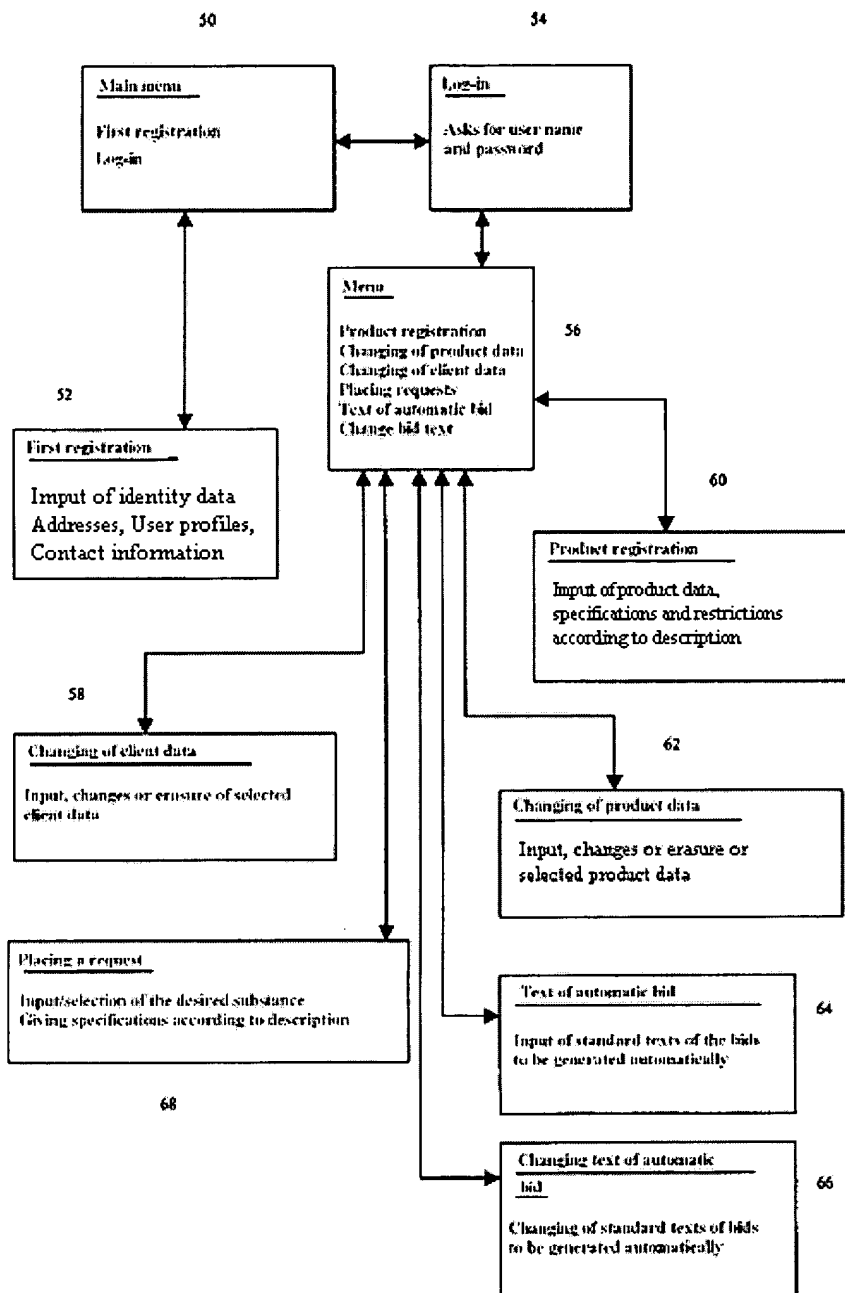 50
54
Main menu
First registration
Log-in
Log-in
Asks for user name
and password
Menu
Product registration
Changing of product data
Changing of client data
Placing requests
Text of automatic bid
Change bid text
56
52
First registration
Imput of identity data
Addresses, User profiles,
Contact information
60
Product registration
Imput of product data,
specifications and restrictions
according to description
58
Changing of client data
Input, changes or erasure of selected
client data
62
Changing of product data
Input, changes or erasure or
selected product data
Placing a request
Input/selection of the desired substance
Giving specifications according to description
68
Text of automatic bid
Input of standard texts of the bids
to be generated automatically
64
Changing text of automatic
bid
Changing of standard texts of bids
to be generated automatically
66